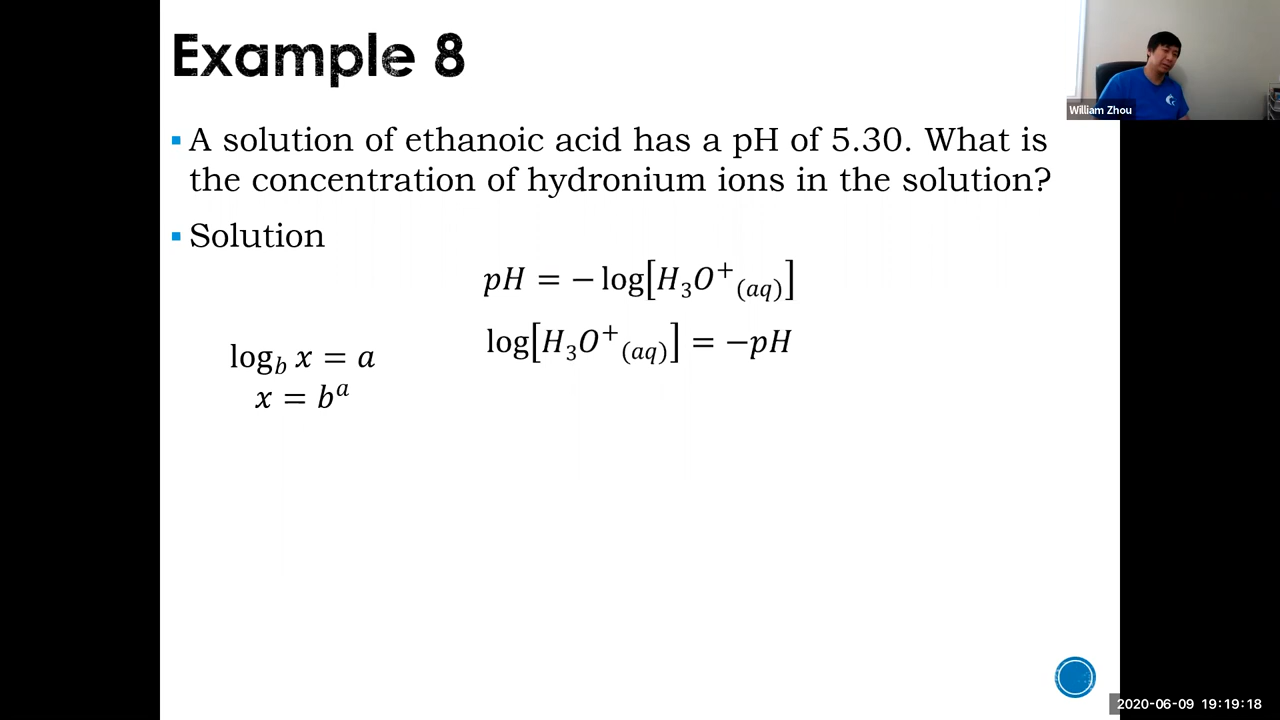 Example 8
William Zhou
▪ A solution of ethanoic acid has a pH of 5.30. What is
the concentration of hydronium ions in the solution?
▪ Solution
pH = − log[H₃O⁺₍aq₎]
log[H₃O⁺₍aq₎] = −pH
log_b x = a
x = bᵃ
2020-06-09 19:19:18